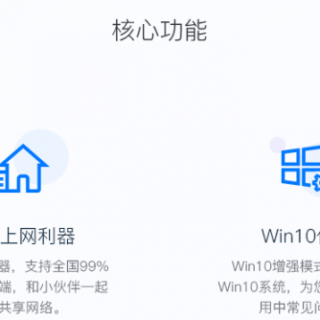 核心功能
上网利器
器，支持全国99%
端，和小伙伴一起
共享网络。
Win10
Win10增强模式
Win10系统，为您
用中常见问